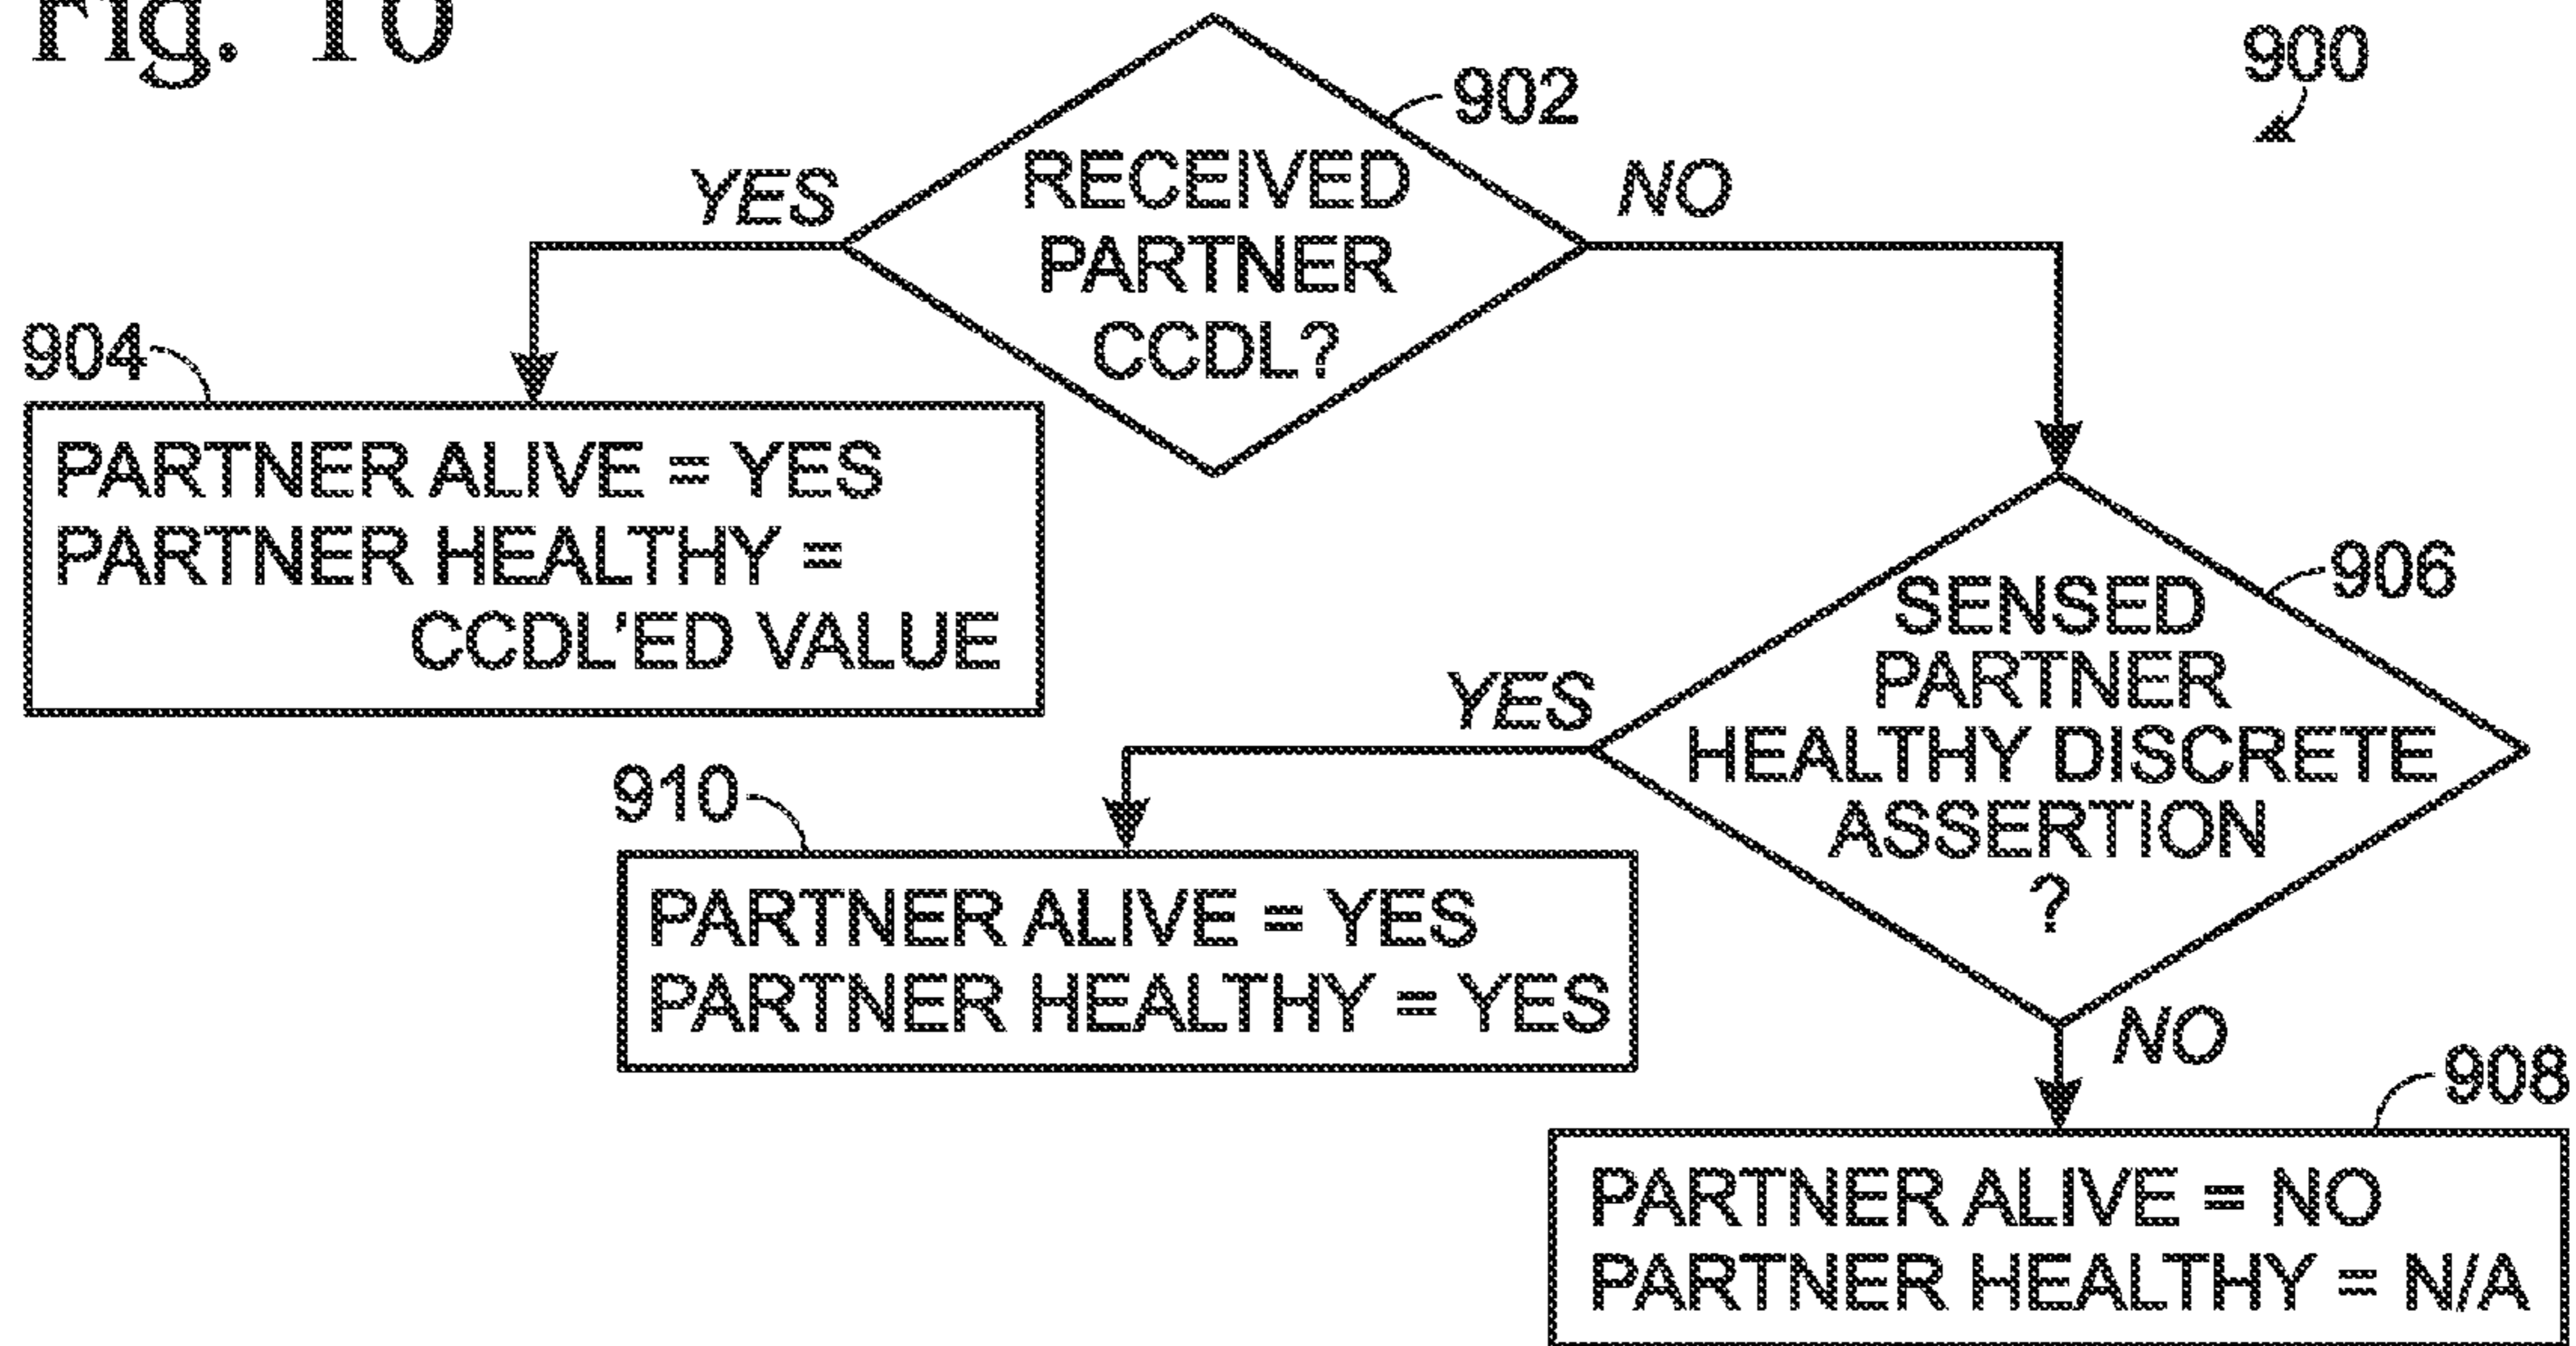 Fig. 10
900
902
RECEIVED
PARTNER
CCDL?
YES
NO
904
PARTNER ALIVE = YES
PARTNER HEALTHY =
CCDL'ED VALUE
906
SENSED
PARTNER
HEALTHY DISCRETE
ASSERTION
?
YES
NO
910
PARTNER ALIVE = YES
PARTNER HEALTHY = YES
908
PARTNER ALIVE = NO
PARTNER HEALTHY = N/A